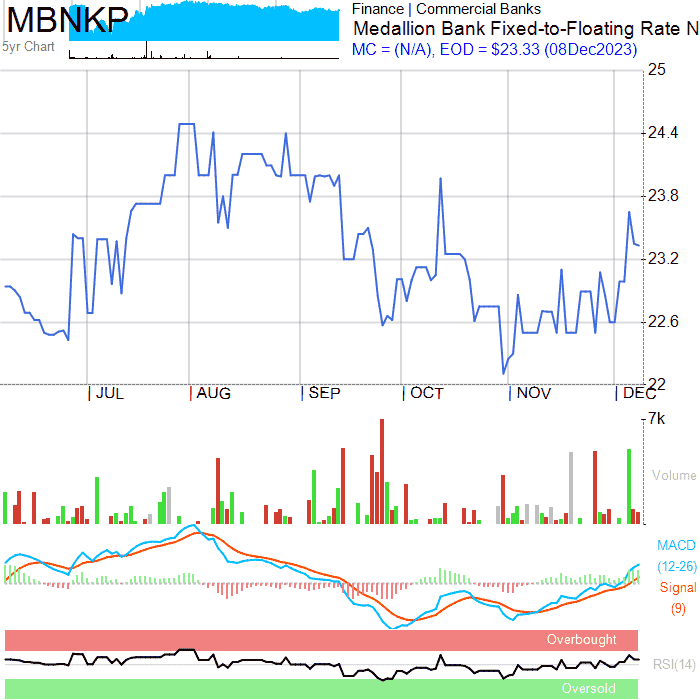 MBNKP
Finance | Commercial Banks
Medallion Bank Fixed-to-Floating Rate N
5yr Chart
MC = (N/A), EOD = $23.33 (08Dec2023)
25
24.4
23.8
23.2
22.6
22
JUL AUG SEP OCT NOV DEC
7k
Volume
MACD
(12-26)
Signal
(9)
Overbought
RSI(14)
Oversold